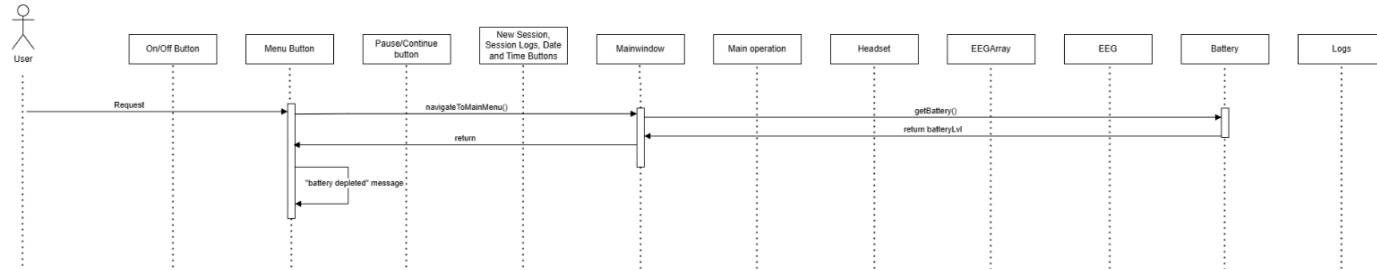 User
On/Off Button
Menu Button
Pause/Continue
button
New Session,
Session Logs, Date
and Time Buttons
Mainwindow
Main operation
Headset
EEGArray
EEG
Battery
Logs
Request
navigateToMainMenu()
getBattery()
return batteryLvl
return
"battery depleted" message